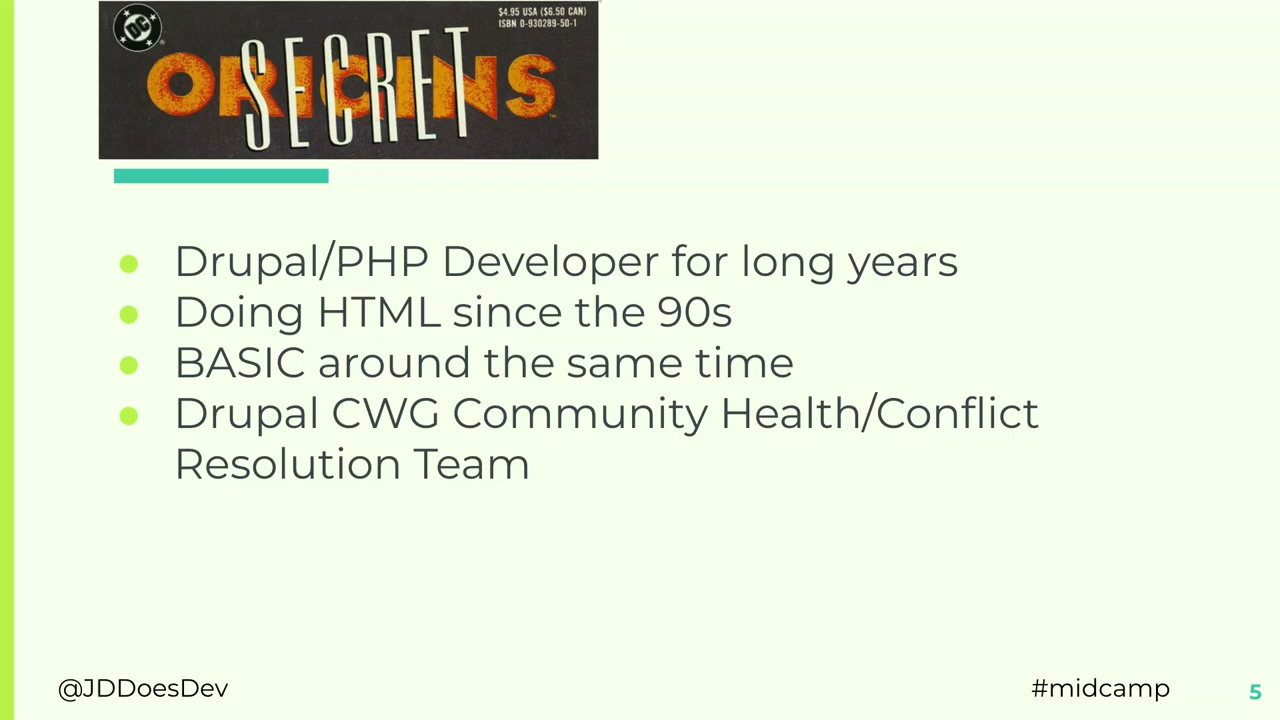 DC
$4.95 USA ($6.50 CAN)
ISBN 0-930289-50-1
SECRET
ORIGINS
● Drupal/PHP Developer for long years
● Doing HTML since the 90s
● BASIC around the same time
● Drupal CWG Community Health/Conflict
Resolution Team
@JDDoesDev
#midcamp
5